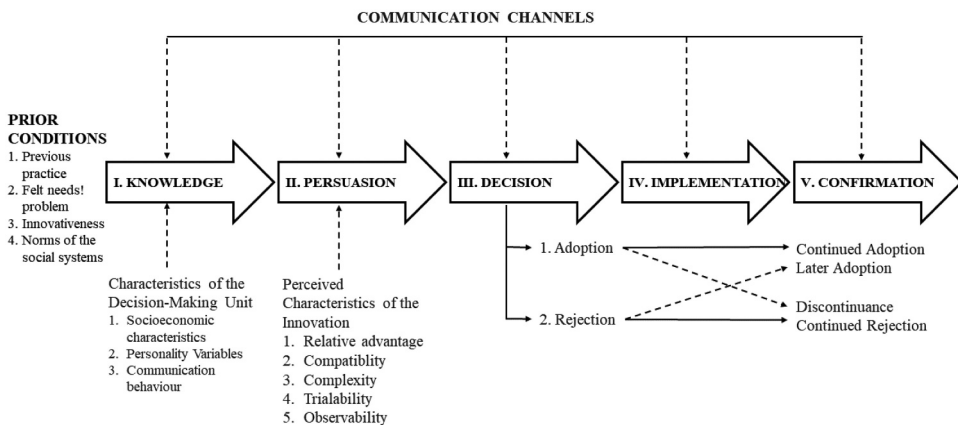 COMMUNICATION CHANNELS
PRIOR
CONDITIONS
1. Previous
practice
2. Felt needs!
problem
3. Innovativeness
4. Norms of the
social systems
I. KNOWLEDGE
II. PERSUASION
III. DECISION
IV. IMPLEMENTATION
V. CONFIRMATION
Characteristics of the
Decision-Making Unit
1. Socioeconomic
characteristics
2. Personality Variables
3. Communication
behaviour
Perceived
Characteristics of the
Innovation
1. Relative advantage
2. Compatiblity
3. Complexity
4. Trialability
5. Observability
1. Adoption
2. Rejection
Continued Adoption
Later Adoption
Discontinuance
Continued Rejection